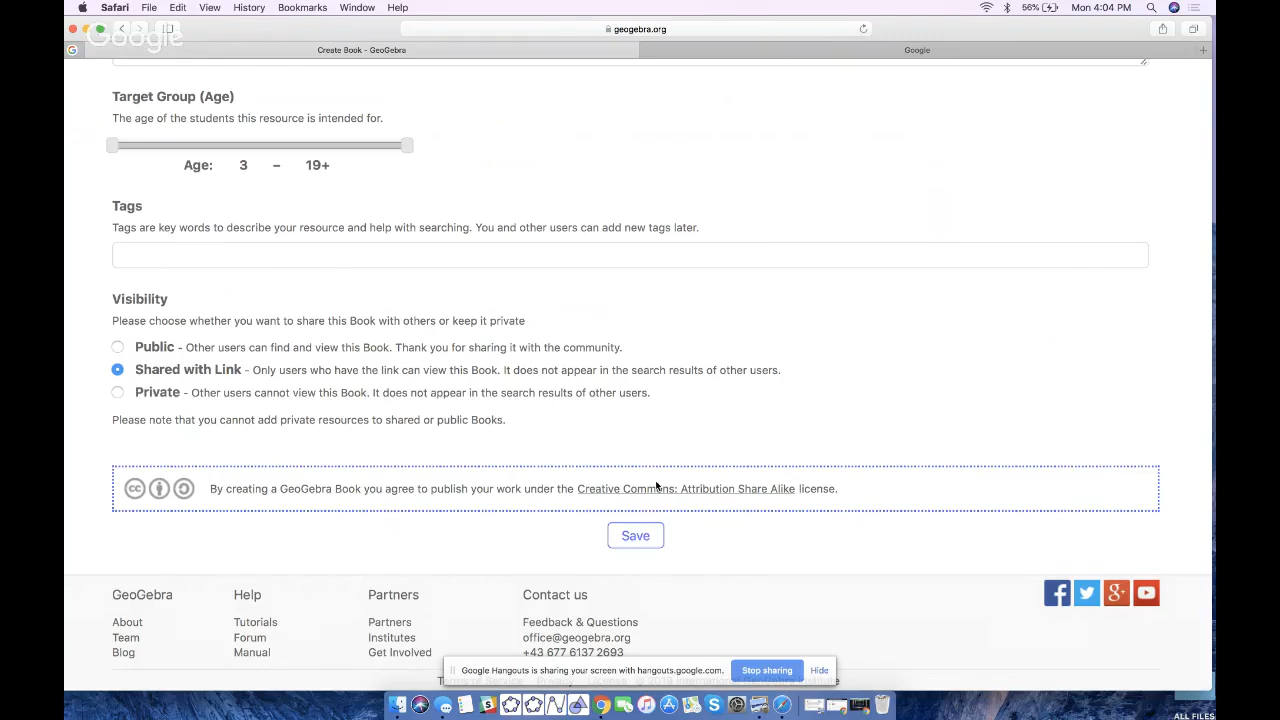 Safari File Edit View History Bookmarks Window Help 56% Mon 4:04 PM
Google
geogebra.org
Create Book - GeoGebra Google
Target Group (Age)
The age of the students this resource is intended for.
Age: 3 – 19+
Tags
Tags are key words to describe your resource and help with searching. You and other users can add new tags later.
Visibility
Please choose whether you want to share this Book with others or keep it private
Public - Other users can find and view this Book. Thank you for sharing it with the community.
Shared with Link - Only users who have the link can view this Book. It does not appear in the search results of other users.
Private - Other users cannot view this Book. It does not appear in the search results of other users.
Please note that you cannot add private resources to shared or public Books.
By creating a GeoGebra Book you agree to publish your work under the Creative Commons: Attribution Share Alike license.
Save
GeoGebra Help Partners Contact us
About Tutorials Partners Feedback & Questions
Team Forum Institutes office@geogebra.org
Blog Manual Get Involved +43 677 6137 2693
Google Hangouts is sharing your screen with hangouts.google.com. Stop sharing Hide
Terms of Service Privacy License © 2019 International GeoGebra Institute
ALL FILES